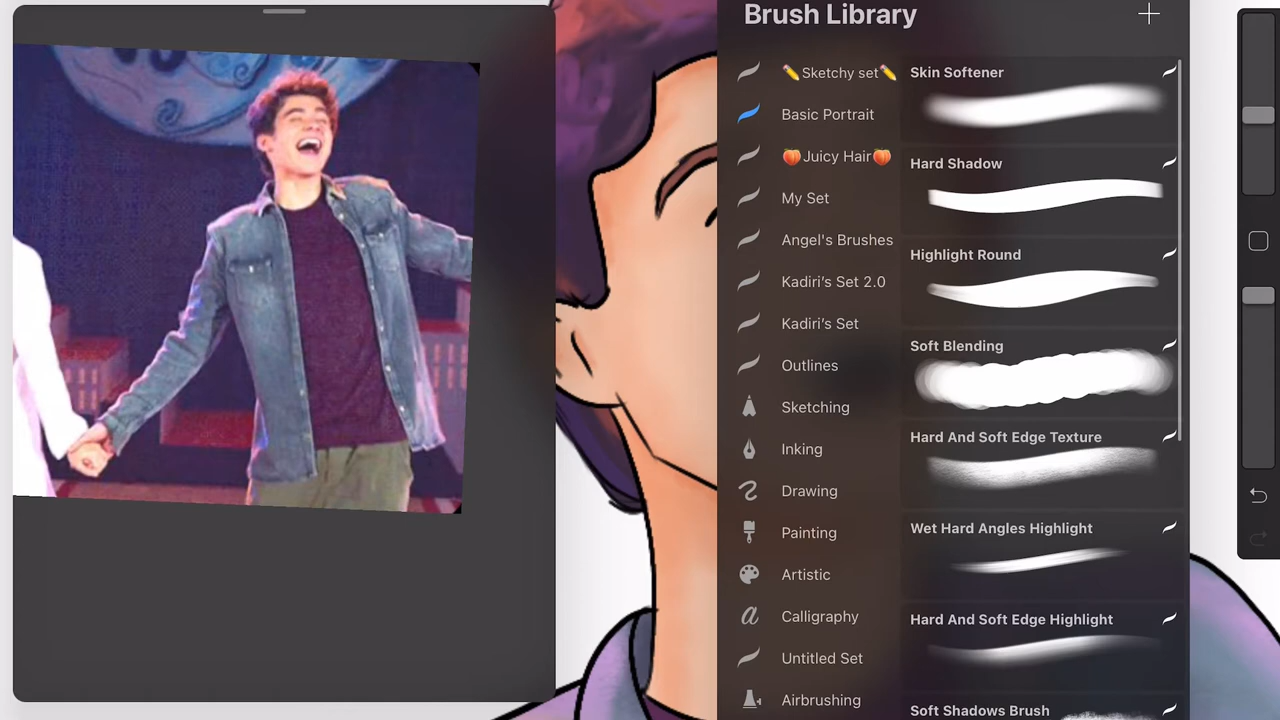 Brush Library
✏️Sketchy set✏️
Basic Portrait
🍑Juicy Hair🍑
My Set
Angel's Brushes
Kadiri's Set 2.0
Kadiri's Set
Outlines
Sketching
Inking
Drawing
Painting
Artistic
Calligraphy
Untitled Set
Airbrushing
Skin Softener
Hard Shadow
Highlight Round
Soft Blending
Hard And Soft Edge Texture
Wet Hard Angles Highlight
Hard And Soft Edge Highlight
Soft Shadows Brush